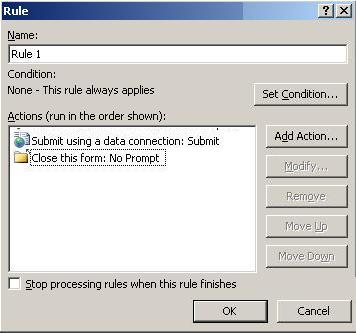 Rule
Name:
Rule 1
Condition:
None - This rule always applies
Set Condition...
Actions (run in the order shown):
Submit using a data connection: Submit
Close this form: No Prompt
Add Action...
Modify...
Remove
Move Up
Move Down
Stop processing rules when this rule finishes
OK
Cancel